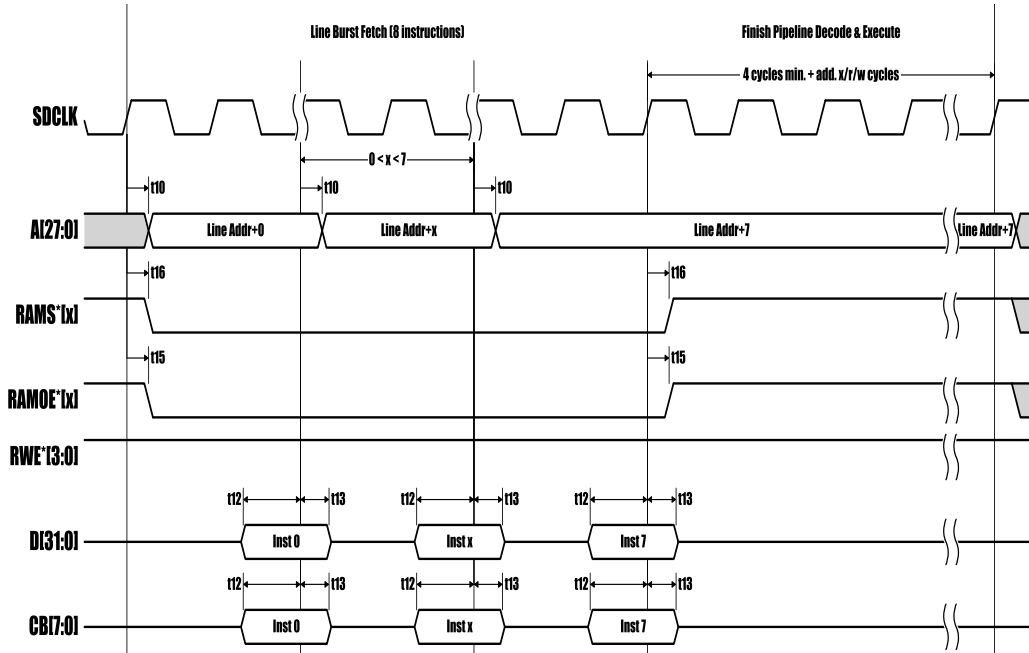 Line Burst Fetch (8 instructions)
Finish Pipeline Decode & Execute
4 cycles min. + add. x/r/w cycles
SDCLK
0 < x < 7
t10
t10
t10
A[27:0]
Line Addr+0
Line Addr+x
Line Addr+7
Line Addr+7
t16
t16
RAMS*[x]
t15
t15
RAMOE*[x]
RWE*[3:0]
t12
t13
t12
t13
t12
t13
D[31:0]
Inst 0
Inst x
Inst 7
t12
t13
t12
t13
t12
t13
CB[7:0]
Inst 0
Inst x
Inst 7